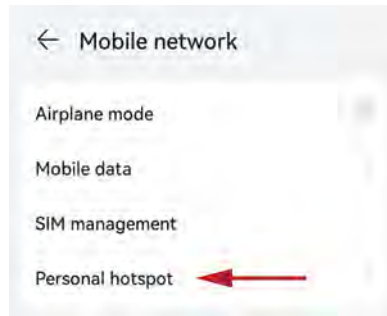 Mobile network
Airplane mode
Mobile data
SIM management
Personal hotspot